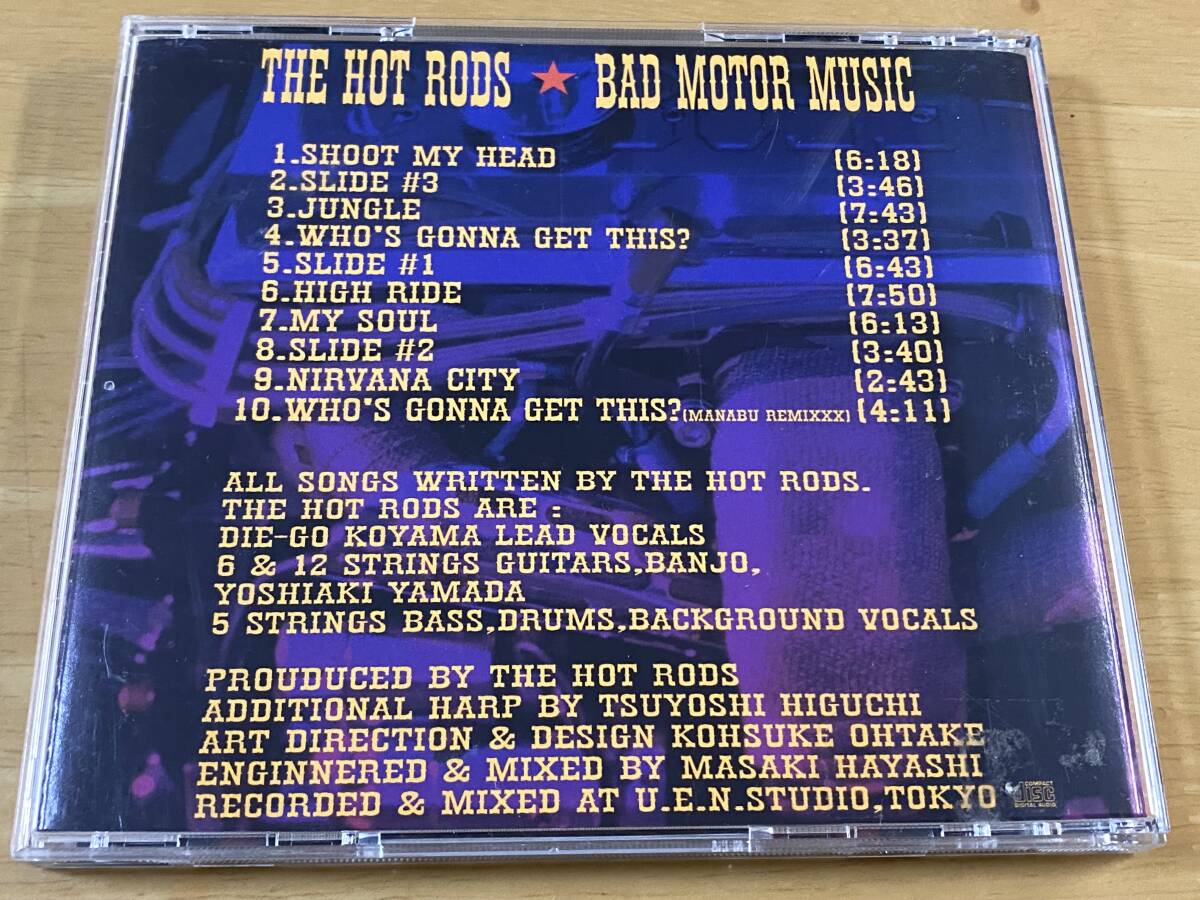 THE HOT RODS ★ BAD MOTOR MUSIC
1.SHOOT MY HEAD (6:18)
2.SLIDE #3 (3:46)
3.JUNGLE (7:43)
4.WHO'S GONNA GET THIS? (3:37)
5.SLIDE #1 (6:43)
6.HIGH RIDE (7:50)
7.MY SOUL (6:13)
8.SLIDE #2 (3:40)
9.NIRVANA CITY (2:43)
10.WHO'S GONNA GET THIS?(MANABU REMIXXX) (4:11)
ALL SONGS WRITTEN BY THE HOT RODS.
THE HOT RODS ARE :
DIE-GO KOYAMA LEAD VOCALS
6 & 12 STRINGS GUITARS,BANJO,
YOSHIAKI YAMADA
5 STRINGS BASS,DRUMS,BACKGROUND VOCALS
PROUDUCED BY THE HOT RODS
ADDITIONAL HARP BY TSUYOSHI HIGUCHI
ART DIRECTION & DESIGN KOHSUKE OHTAKE
ENGINNERED & MIXED BY MASAKI HAYASHI
RECORDED & MIXED AT U.E.N.STUDIO,TOKYO
COMPACT
disc
DIGITAL AUDIO